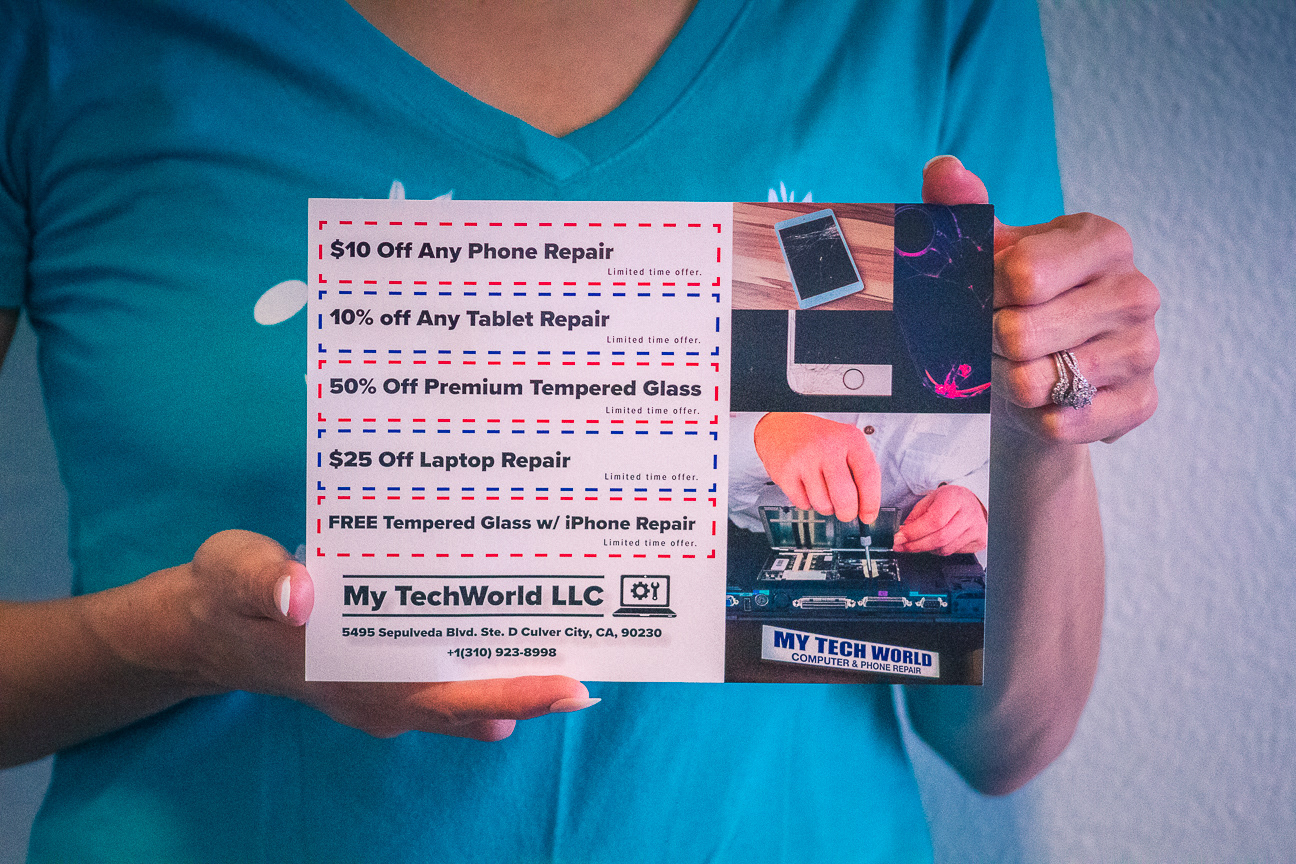 $10 Off Any Phone Repair
Limited time offer.
10% off Any Tablet Repair
Limited time offer.
50% Off Premium Tempered Glass
Limited time offer.
$25 Off Laptop Repair
Limited time offer.
FREE Tempered Glass w/ iPhone Repair
Limited time offer.
My TechWorld LLC
5495 Sepulveda Blvd. Ste. D Culver City, CA, 90230
+1(310) 923-8998
MY TECH WORLD
COMPUTER & PHONE REPAIR